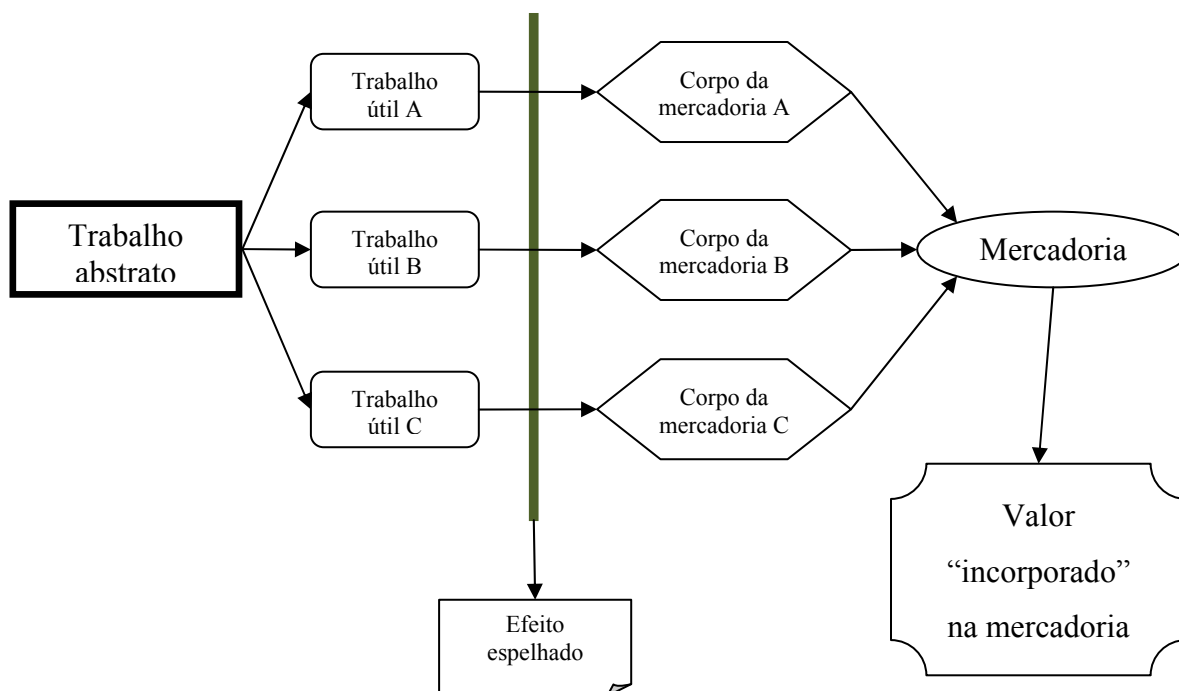 Trabalho
útil A
Corpo da
mercadoria A
Trabalho
abstrato
Trabalho
útil B
Corpo da
mercadoria B
Mercadoria
Trabalho
útil C
Corpo da
mercadoria C
Valor
“incorporado”
na mercadoria
Efeito
espelhado